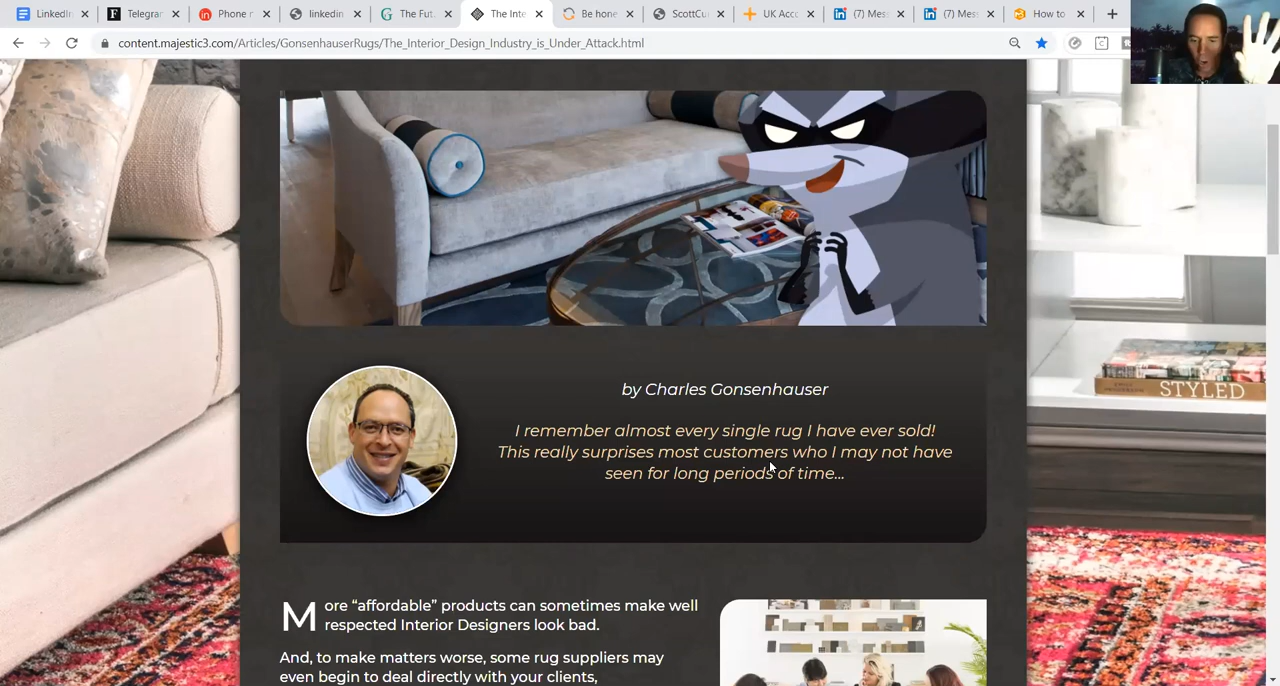 LinkedIn
Telegran
Phone r
linkedin
The Fut
The Inte
Be hone
ScottCu
UK Acco
(7) Mess
(7) Mess
How to
content.majestic3.com/Articles/GonsenhauserRugs/The_Interior_Design_Industry_is_Under_Attack.html
STYLED
by Charles Gonsenhauser
I remember almost every single rug I have ever sold!
This really surprises most customers who I may not have
seen for long periods of time...
More “affordable” products can sometimes make well
respected Interior Designers look bad.
And, to make matters worse, some rug suppliers may
even begin to deal directly with your clients,